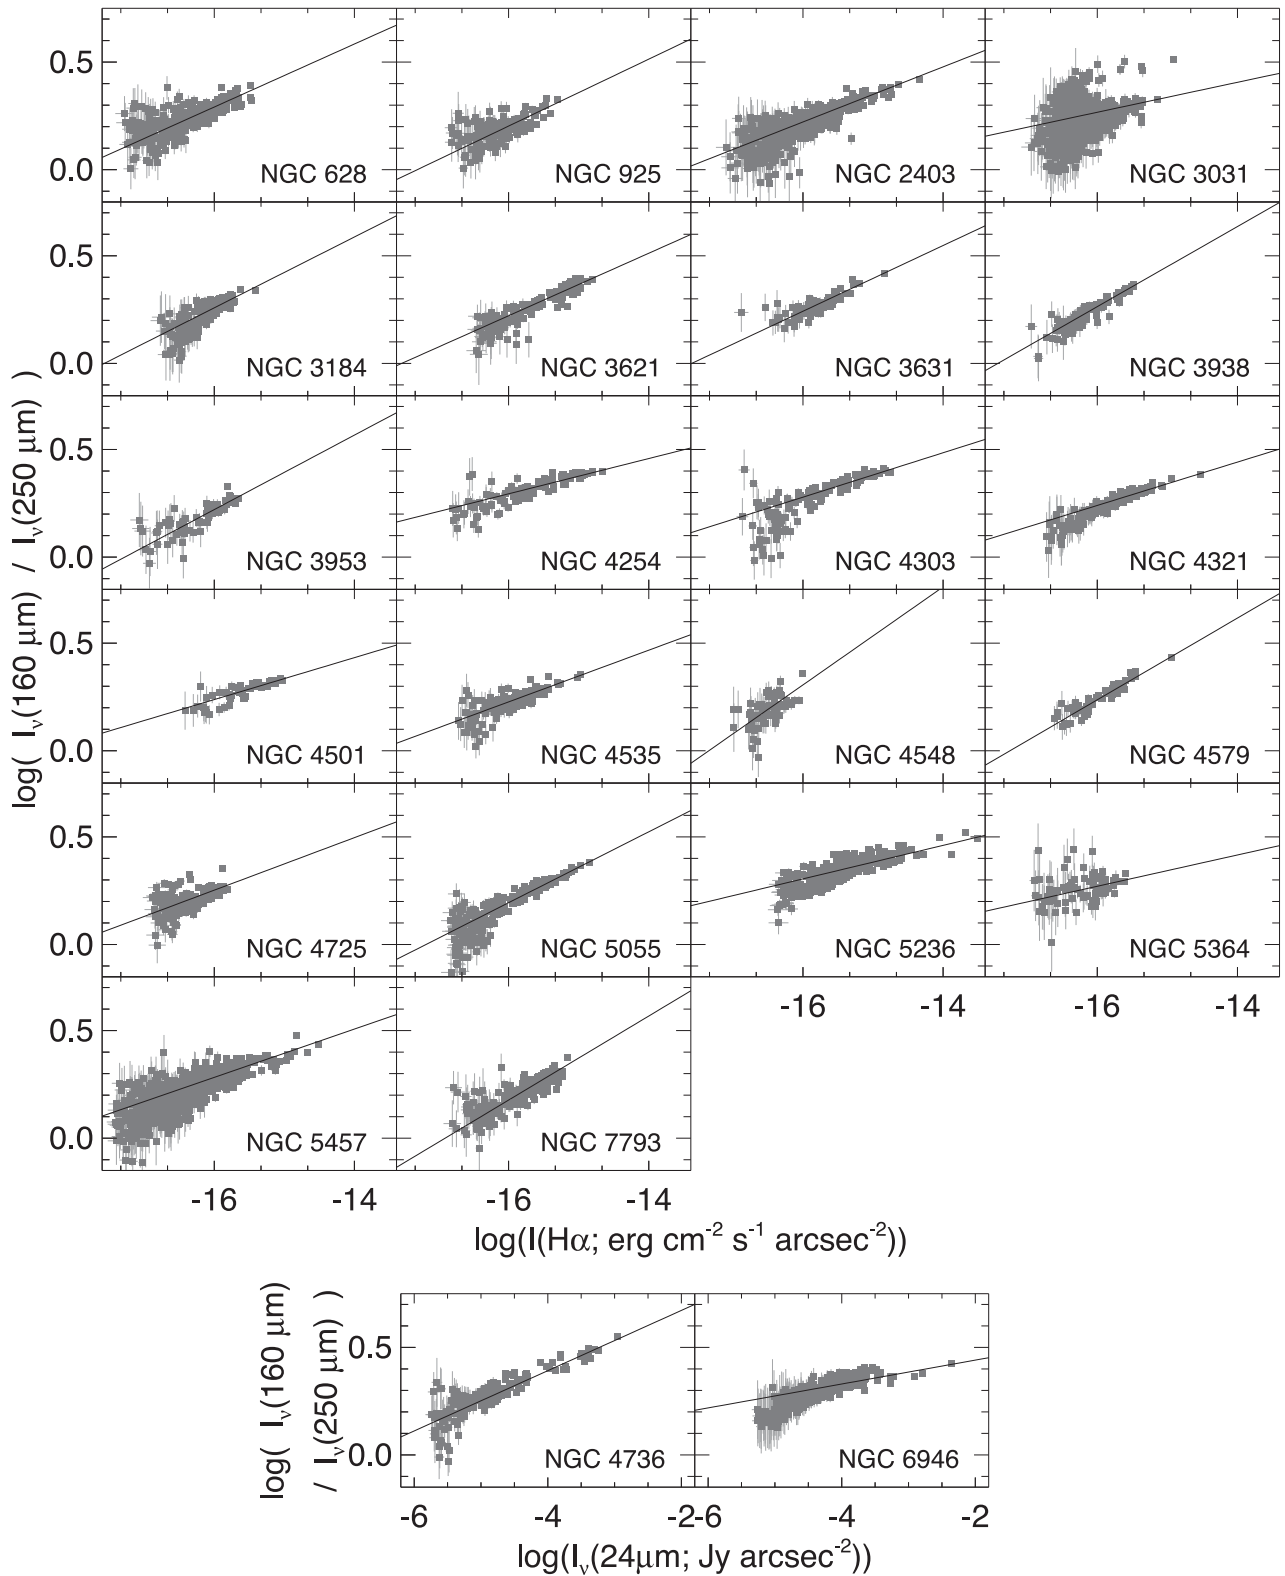 0.5
0.0
NGC 628
NGC 925
NGC 2403
NGC 3031
0.5
0.0
NGC 3184
NGC 3621
NGC 3631
NGC 3938
0.5
0.0
NGC 3953
NGC 4254
NGC 4303
NGC 4321
log( Iν(160 μm) / Iν(250 μm) )
0.5
0.0
NGC 4501
NGC 4535
NGC 4548
NGC 4579
0.5
0.0
NGC 4725
NGC 5055
NGC 5236
NGC 5364
-16 -14 -16 -14
0.5
0.0
NGC 5457
NGC 7793
-16 -14 -16 -14
log(I(Hα; erg cm⁻² s⁻¹ arcsec⁻²))
log( Iν(160 μm)
/ Iν(250 μm) )
0.5
0.0
NGC 4736
NGC 6946
-6 -4 -2 -6 -4 -2
log(Iν(24μm; Jy arcsec⁻²))